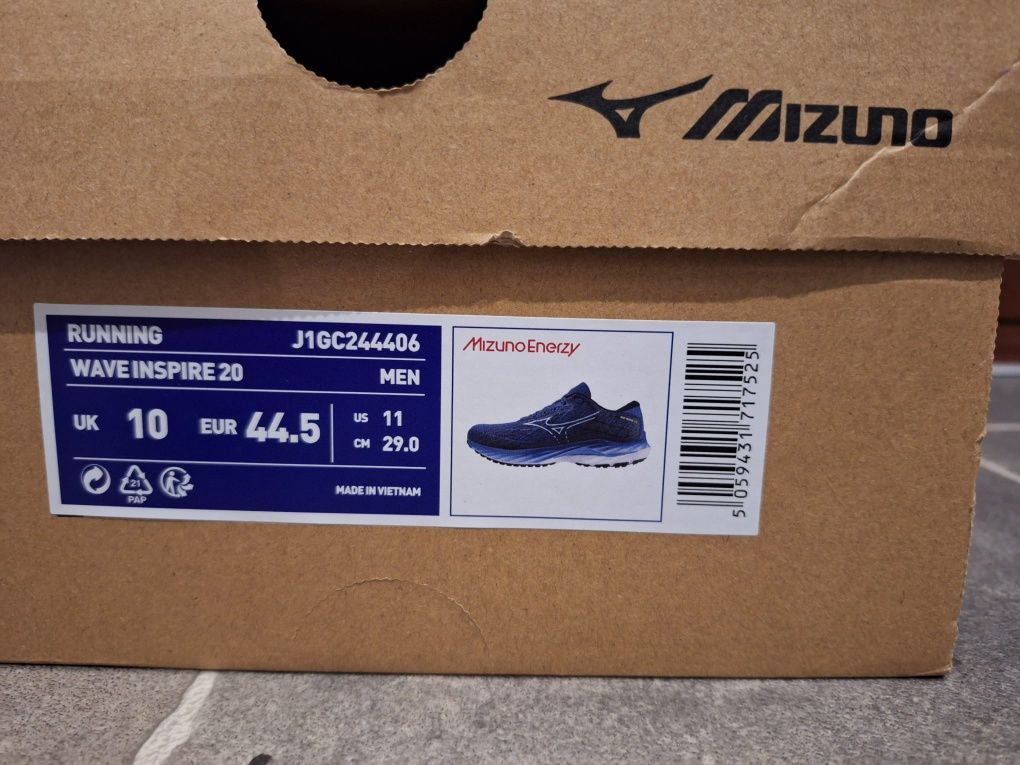 MIZUNO
RUNNING J1GC244406
WAVE INSPIRE 20 MEN
UK 10 EUR 44.5 US 11
CM 29.0
21
PAP
MADE IN VIETNAM
MizunoEnerzy
5 059431 717525